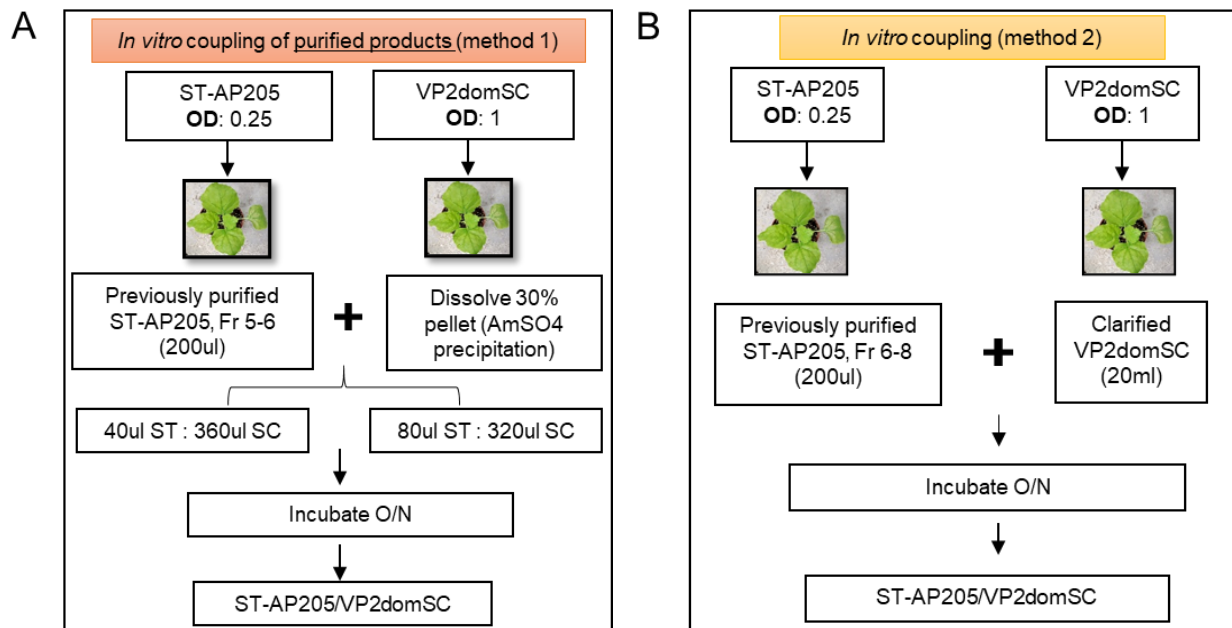 A
In vitro coupling of purified products (method 1)
ST-AP205
OD: 0.25
VP2domSC
OD: 1
Previously purified
ST-AP205, Fr 5-6
(200ul)
+
Dissolve 30%
pellet (AmSO4
precipitation)
40ul ST : 360ul SC
80ul ST : 320ul SC
Incubate O/N
ST-AP205/VP2domSC
B
In vitro coupling (method 2)
ST-AP205
OD: 0.25
VP2domSC
OD: 1
Previously purified
ST-AP205, Fr 6-8
(200ul)
+
Clarified
VP2domSC
(20ml)
Incubate O/N
ST-AP205/VP2domSC